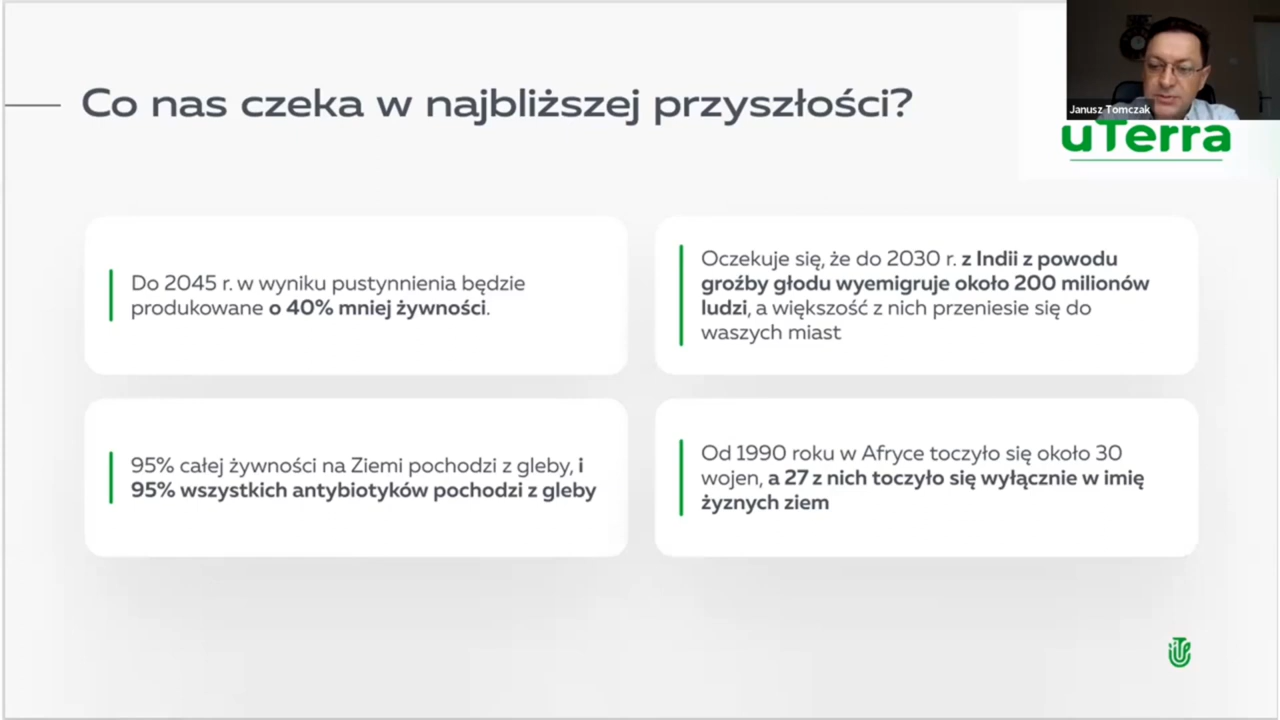 Co nas czeka w najbliższej przyszłości?
Janusz Tomczak
uTerra
Do 2045 r. w wyniku pustynnienia będzie
produkowane o 40% mniej żywności.
Oczekuje się, że do 2030 r. z Indii z powodu
groźby głodu wyemigruje około 200 milionów
ludzi, a większość z nich przeniesie się do
waszych miast
95% całej żywności na Ziemi pochodzi z gleby, i
95% wszystkich antybiotyków pochodzi z gleby
Od 1990 roku w Afryce toczyło się około 30
wojen, a 27 z nich toczyło się wyłącznie w imię
żyznych ziem